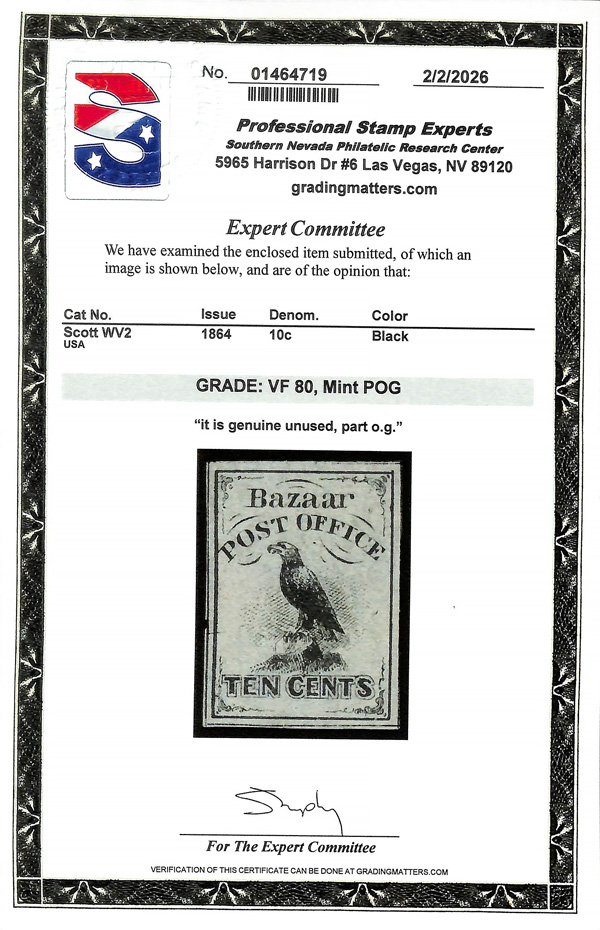 No. 01464719 2/2/2026
Professional Stamp Experts
Southern Nevada Philatelic Research Center
5965 Harrison Dr #6 Las Vegas, NV 89120
gradingmatters.com
Expert Committee
We have examined the enclosed item submitted, of which an
image is shown below, and are of the opinion that:
Cat No. Issue Denom. Color
Scott WV2 1864 10c Black
USA
GRADE: VF 80, Mint POG
“it is genuine unused, part o.g.”
Bazaar
POST OFFICE
TEN CENTS
For The Expert Committee
VERIFICATION OF THIS CERTIFICATE CAN BE DONE AT GRADINGMATTERS.COM